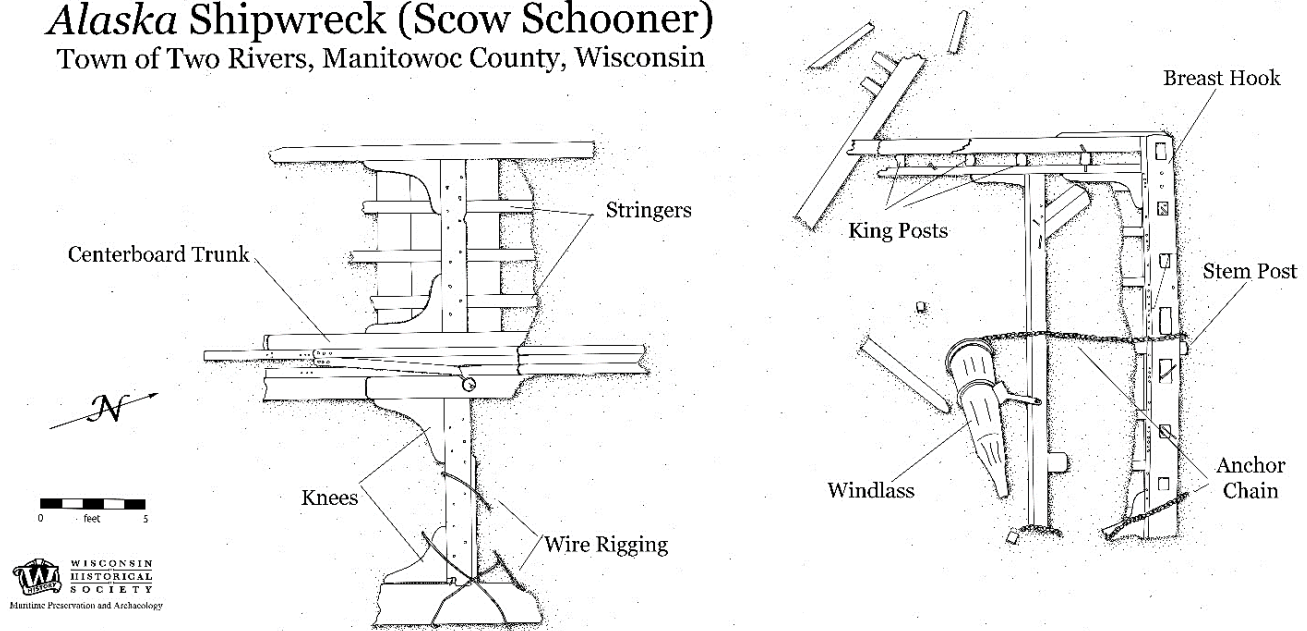 Alaska Shipwreck (Scow Schooner)
Town of Two Rivers, Manitowoc County, Wisconsin
Breast Hook
Stringers
King Posts
Centerboard Trunk
Stem Post
N
Knees
Windlass
Anchor
Chain
Wire Rigging
0 feet 5
W
HISTORY
WISCONSIN
HISTORICAL
SOCIETY
Maritime Preservation and Archaeology